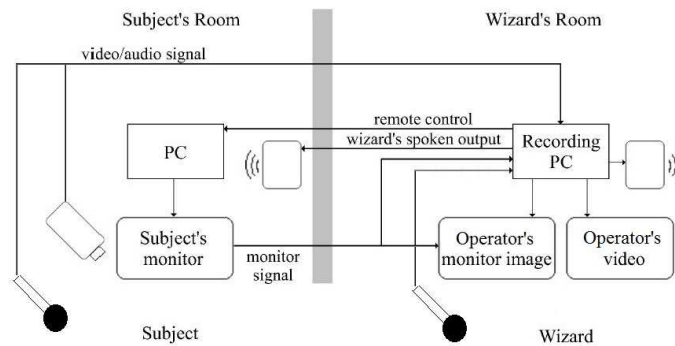 Subject's Room
Wizard's Room
video/audio signal
remote control
wizard's spoken output
PC
Recording
PC
Subject's
monitor
monitor
signal
Operator's
monitor image
Operator's
video
Subject
Wizard